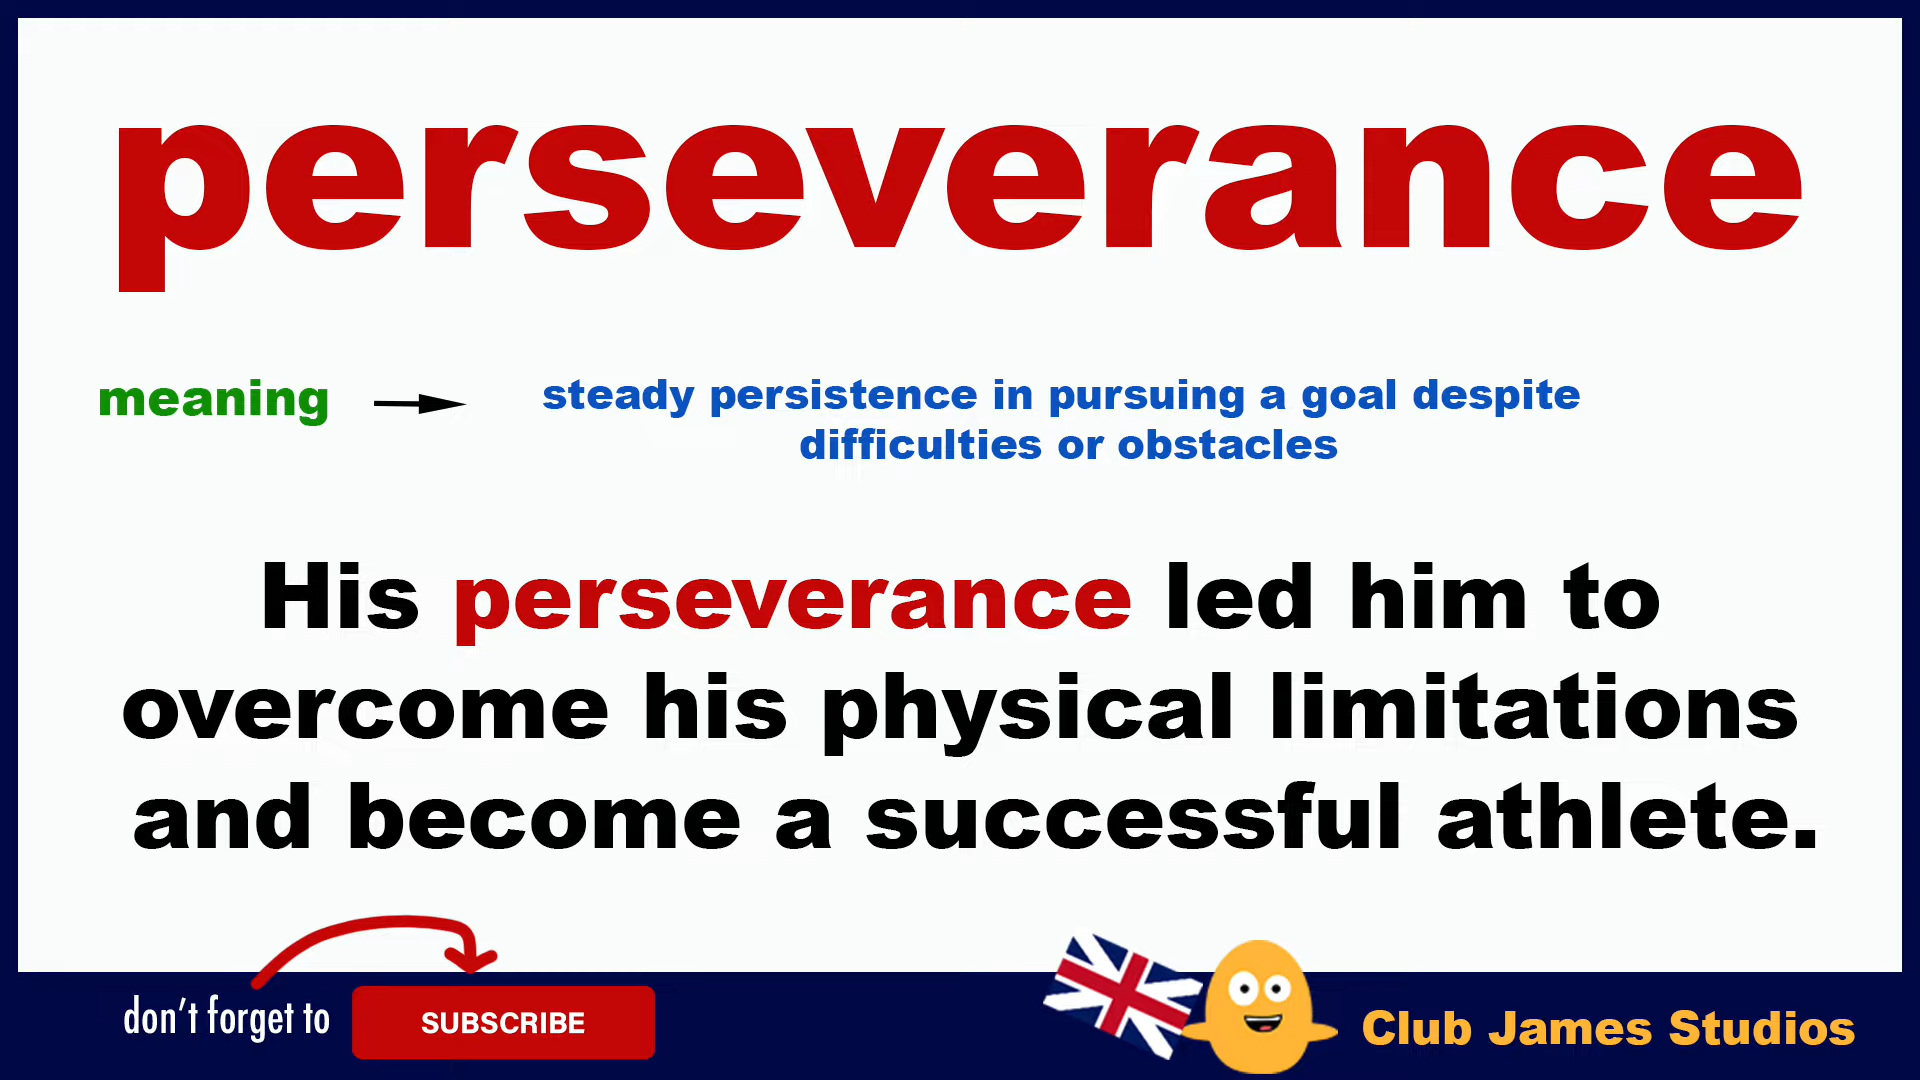 perseverance
meaning
steady persistence in pursuing a goal despite
difficulties or obstacles
His perseverance led him to
overcome his physical limitations
and become a successful athlete.
don't forget to
SUBSCRIBE
Club James Studios